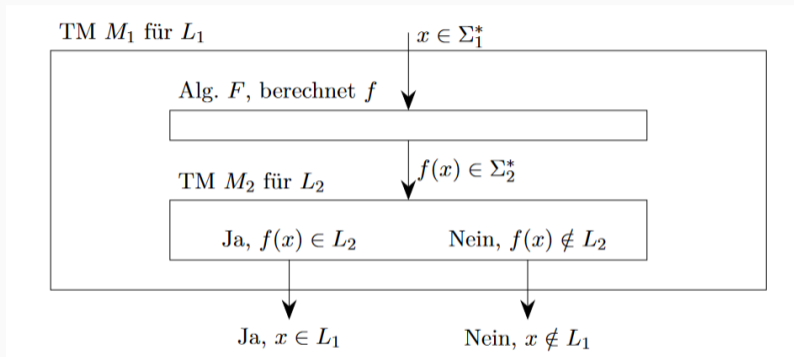 TM M₁ für L₁
x ∈ Σ₁*
Alg. F, berechnet f
f(x) ∈ Σ₂*
TM M₂ für L₂
Ja, f(x) ∈ L₂
Nein, f(x) ∉ L₂
Ja, x ∈ L₁
Nein, x ∉ L₁